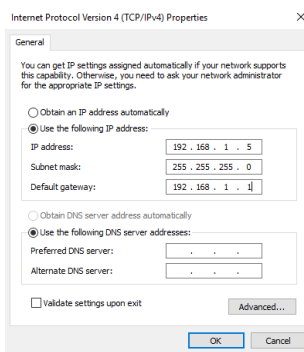 Internet Protocol Version 4 (TCP/IPv4) Properties
General
You can get IP settings assigned automatically if your network supports
this capability. Otherwise, you need to ask your network administrator
for the appropriate IP settings.
Obtain an IP address automatically
Use the following IP address:
IP address: 192 . 168 . 1 . 5
Subnet mask: 255 . 255 . 255 . 0
Default gateway: 192 . 168 . 1 . 1
Obtain DNS server address automatically
Use the following DNS server addresses:
Preferred DNS server: . . .
Alternate DNS server: . . .
Validate settings upon exit
Advanced...
OK Cancel